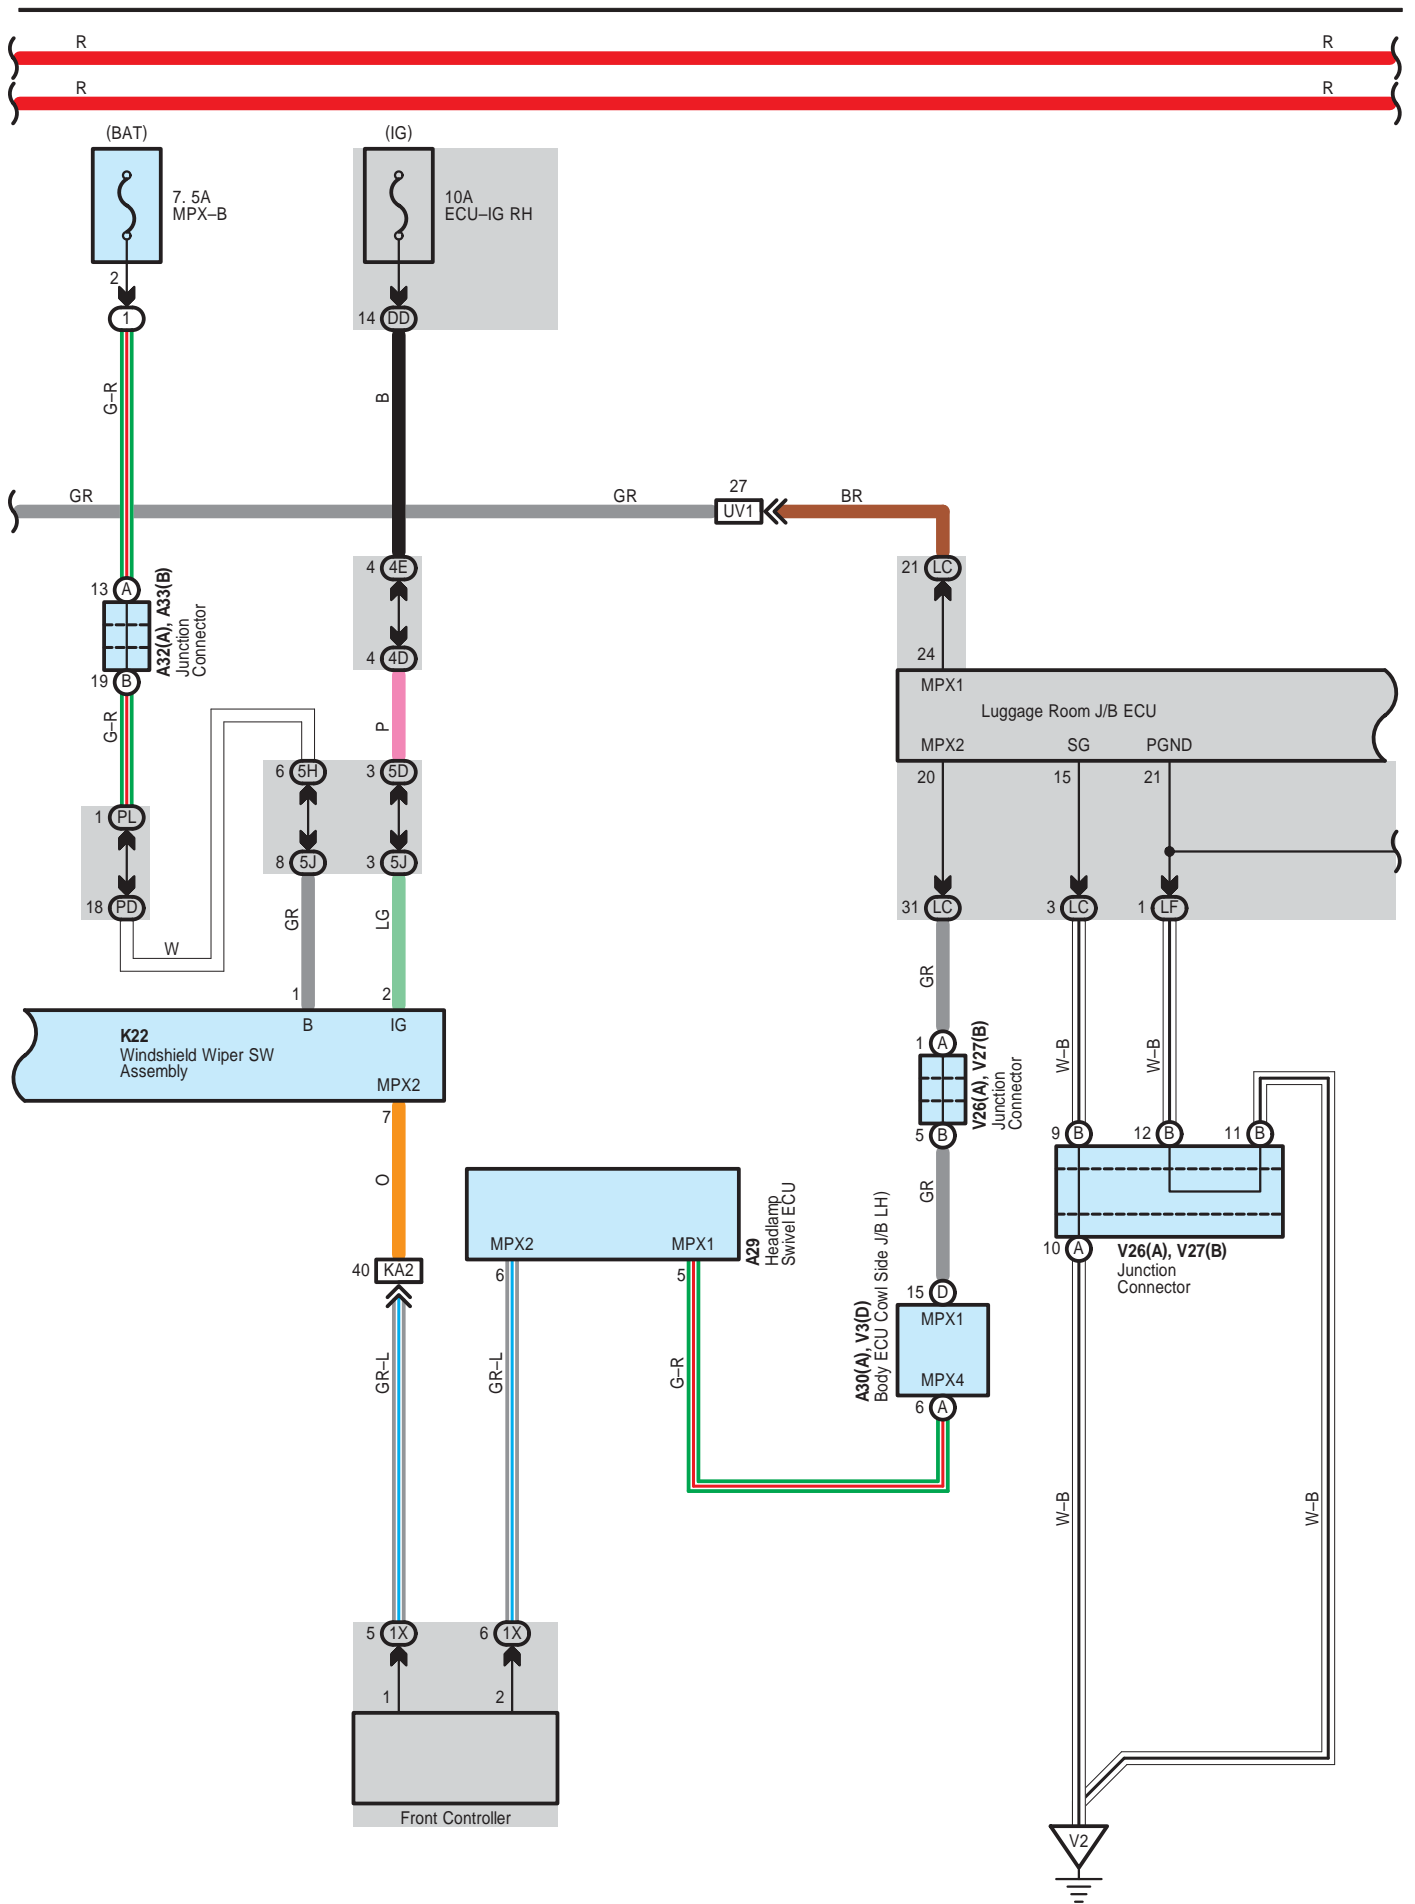 R
R
R
R
(BAT)
(IG)
7. 5A
MPX–B
10A
ECU–IG RH
2
1
14
DD
G–R
B
GR
GR
27
UV1
BR
13
A
A32(A), A33(B)
Junction
Connector
19
B
4
4E
4
4D
21
LC
24
MPX1
Luggage Room J/B ECU
MPX2
SG
PGND
20
15
21
G–R
P
6
5H
3
5D
1
PL
8
5J
3
5J
18
PD
W
GR
LG
31
LC
3
LC
1
LF
1
2
B
IG
K22
Windshield Wiper SW
Assembly
MPX2
7
GR
W–B
W–B
1
A
V26(A), V27(B)
Junction
Connector
5
B
9
B
12
B
11
B
O
GR
MPX2
MPX1
A29
Headlamp
Swivel ECU
6
5
10
A
V26(A), V27(B)
Junction
Connector
40
KA2
15
D
MPX1
MPX4
A30(A), V3(D)
Body ECU Cowl Side J/B LH)
6
A
GR–L
GR–L
G–R
W–B
W–B
5
1X
6
1X
1
2
Front Controller
V2